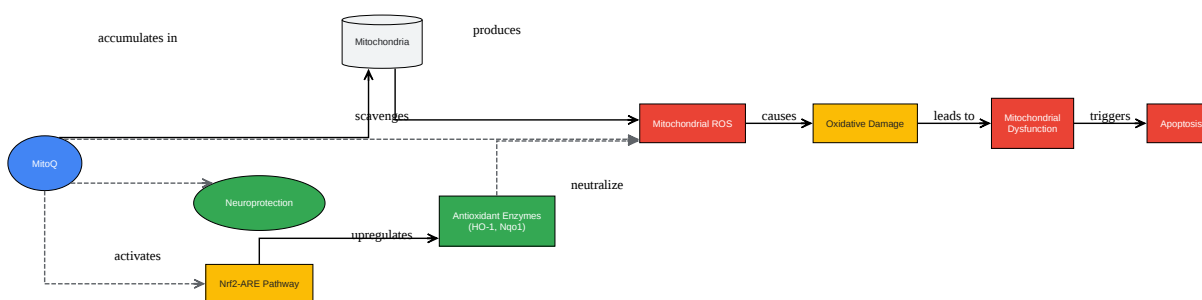 produces
accumulates in
Mitochondria
scavenges
Mitochondrial ROS
causes
Oxidative Damage
leads to
Mitochondrial
Dysfunction
triggers
Apoptosis
MitoQ
neutralize
Neuroprotection
Antioxidant Enzymes
(HO-1, Nqo1)
upregulates
activates
Nrf2-ARE Pathway